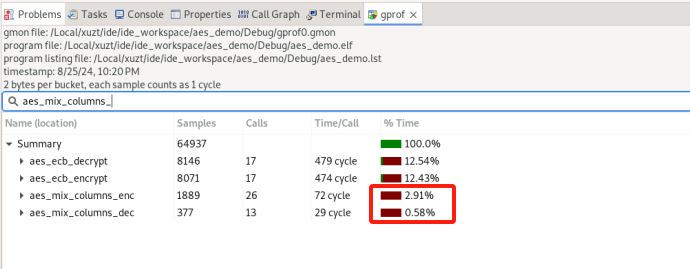 Problems Tasks Console Properties Call Graph Terminal gprof
gmon file: /Local/xuzt/ide/ide_workspace/aes_demo/Debug/gprof0.gmon
program file: /Local/xuzt/ide/ide_workspace/aes_demo/Debug/aes_demo.elf
program listing file: /Local/xuzt/ide/ide_workspace/aes_demo/Debug/aes_demo.lst
timestamp: 8/25/24, 10:20 PM
2 bytes per bucket, each sample counts as 1 cycle
aes_mix_columns_
Name (location) Samples Calls Time/Call % Time
Summary 64937 100.0%
aes_ecb_decrypt 8146 17 479 cycle 12.54%
aes_ecb_encrypt 8071 17 474 cycle 12.43%
aes_mix_columns_enc 1889 26 72 cycle 2.91%
aes_mix_columns_dec 377 13 29 cycle 0.58%